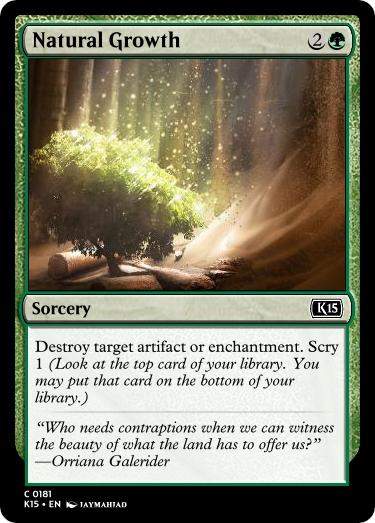 Natural Growth 2
Sorcery K15
Destroy target artifact or enchantment. Scry
1 (Look at the top card of your library. You
may put that card on the bottom of your
library.)
“Who needs contraptions when we can witness
the beauty of what the land has to offer us?”
—Orriana Galerider
C 0181
K15 • EN JAYMAHJAD